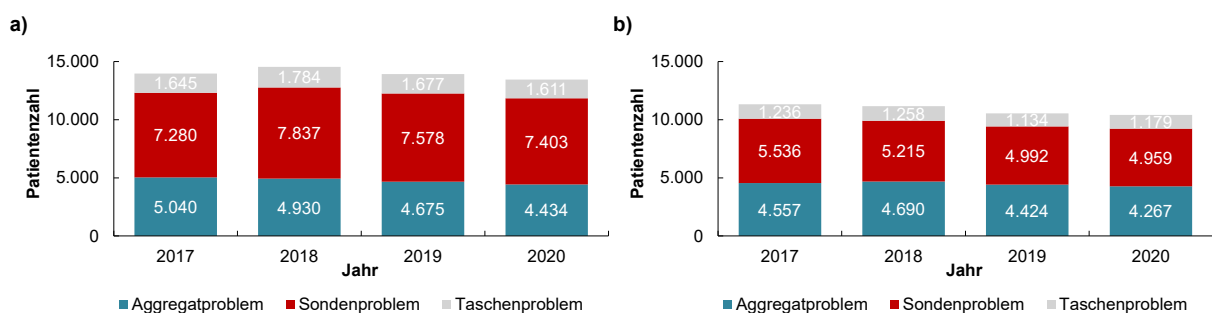 a)
Patientenzahl
15.000
10.000
5.000
0
1.645 1.784 1.677 1.611
7.280 7.837 7.578 7.403
5.040 4.930 4.675 4.434
2017 2018 2019 2020
Jahr
Aggregatproblem Sondenproblem Taschenproblem
b)
Patientenzahl
15.000
10.000
5.000
0
1.236 1.258 1.134 1.179
5.536 5.215 4.992 4.959
4.557 4.690 4.424 4.267
2017 2018 2019 2020
Jahr
Aggregatproblem Sondenproblem Taschenproblem